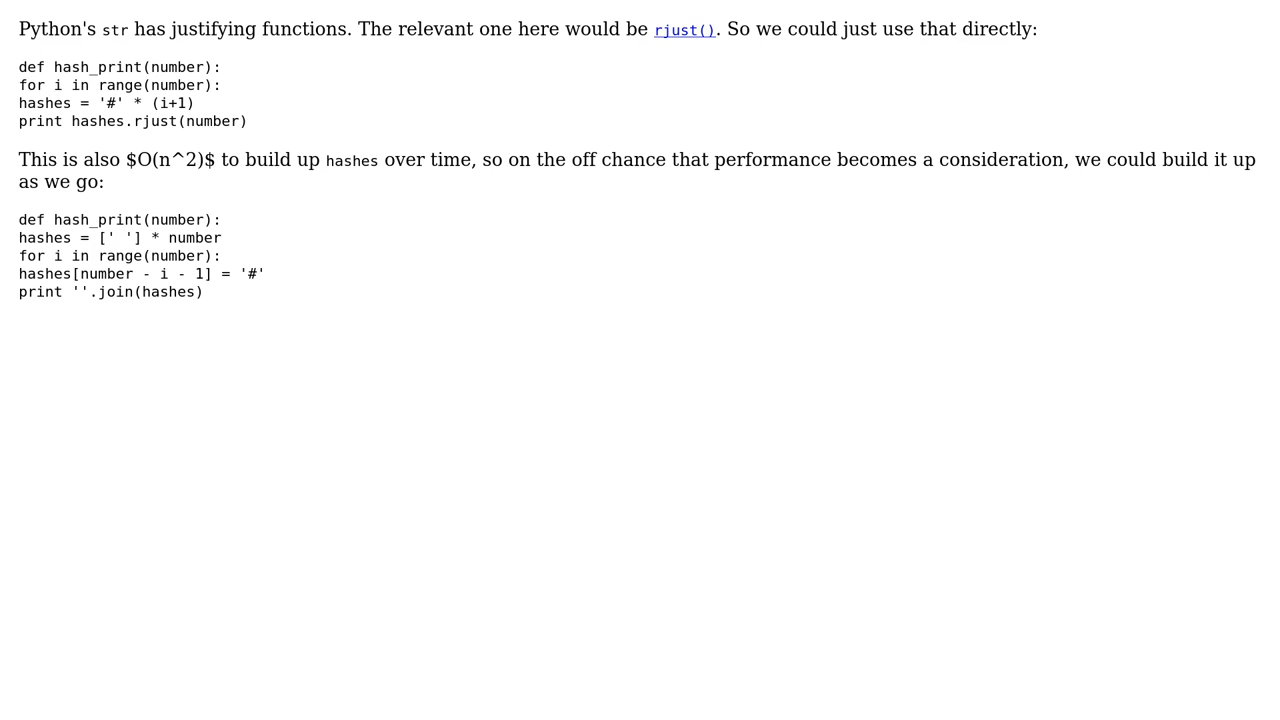 Python's str has justifying functions. The relevant one here would be rjust(). So we could just use that directly:
def hash_print(number):
for i in range(number):
hashes = '#' * (i+1)
print hashes.rjust(number)
This is also $O(n^2)$ to build up hashes over time, so on the off chance that performance becomes a consideration, we could build it up
as we go:
def hash_print(number):
hashes = [' '] * number
for i in range(number):
hashes[number - i - 1] = '#'
print ''.join(hashes)